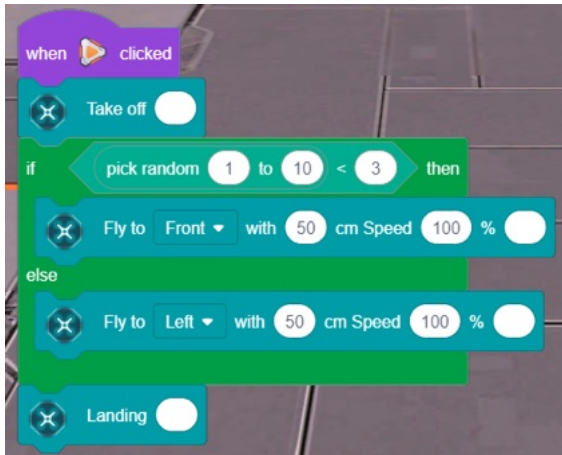 when clicked
Take off
if pick random 1 to 10 < 3 then
Fly to Front with 50 cm Speed 100 %
else
Fly to Left with 50 cm Speed 100 %
Landing